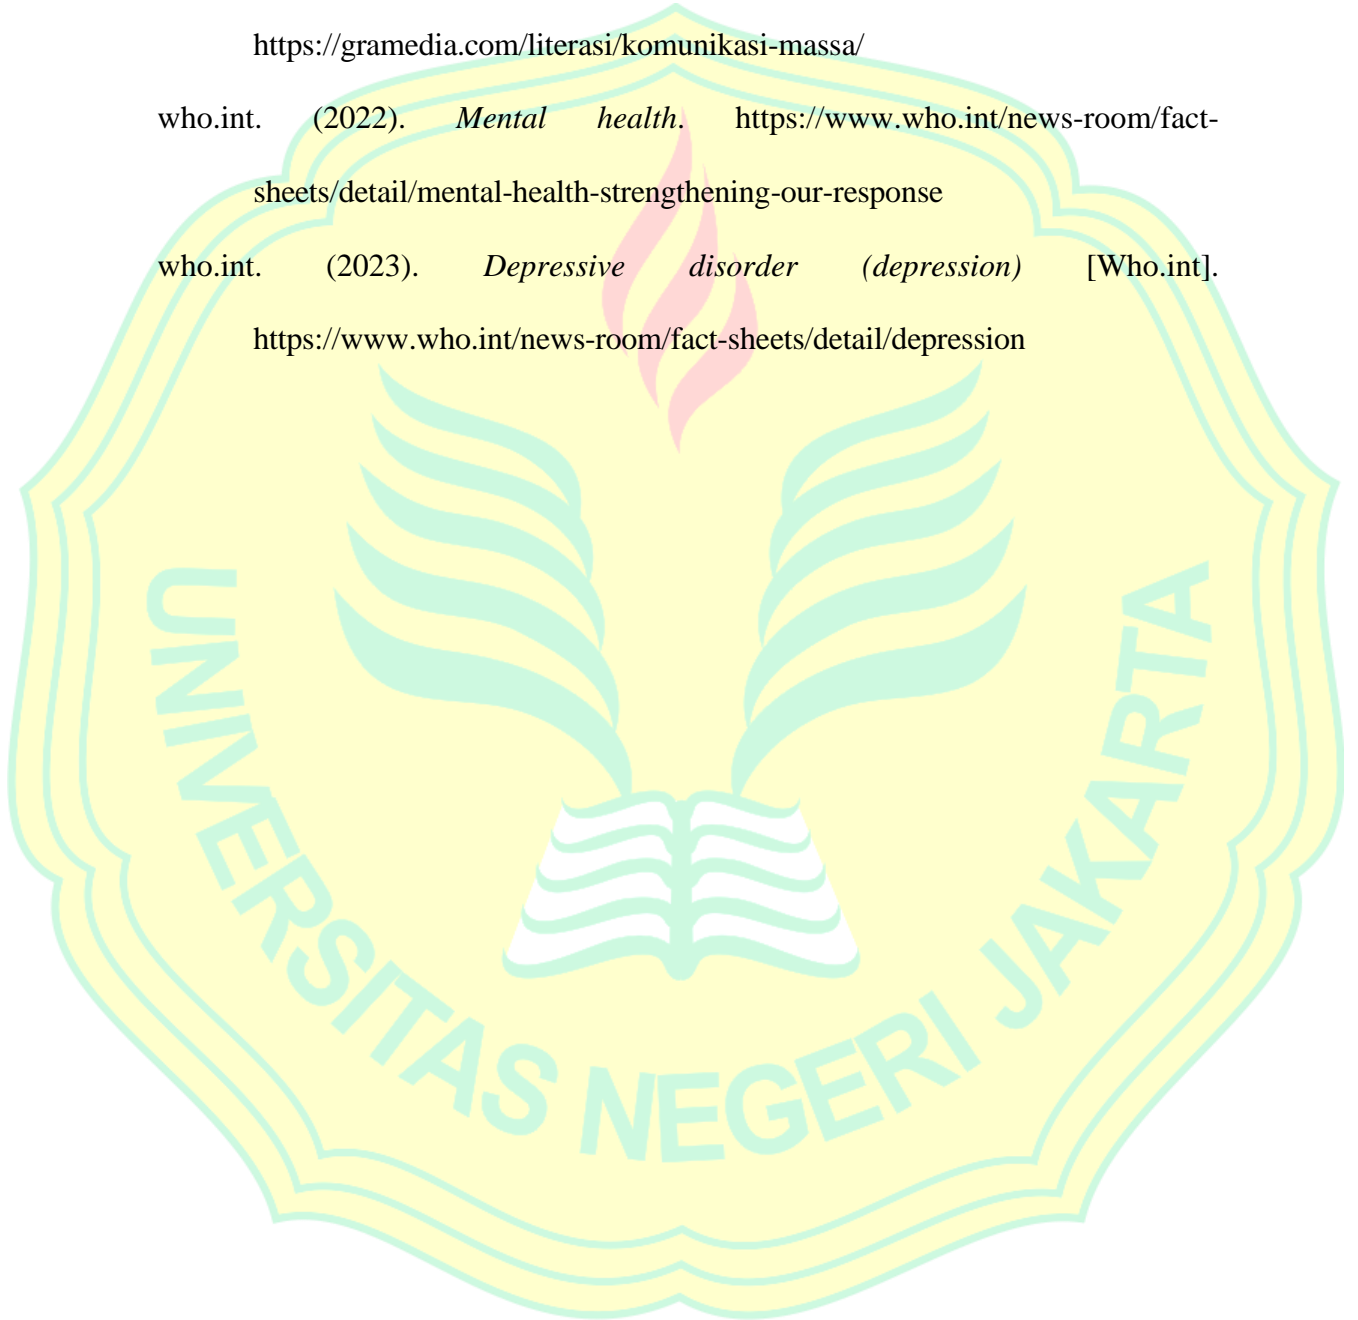 https://gramedia.com/literasi/komunikasi-massa/
who.int. (2022). Mental health. https://www.who.int/news-room/fact-
sheets/detail/mental-health-strengthening-our-response
who.int. (2023). Depressive disorder (depression) [Who.int].
https://www.who.int/news-room/fact-sheets/detail/depression
UNIVERSITAS NEGERI JAKARTA